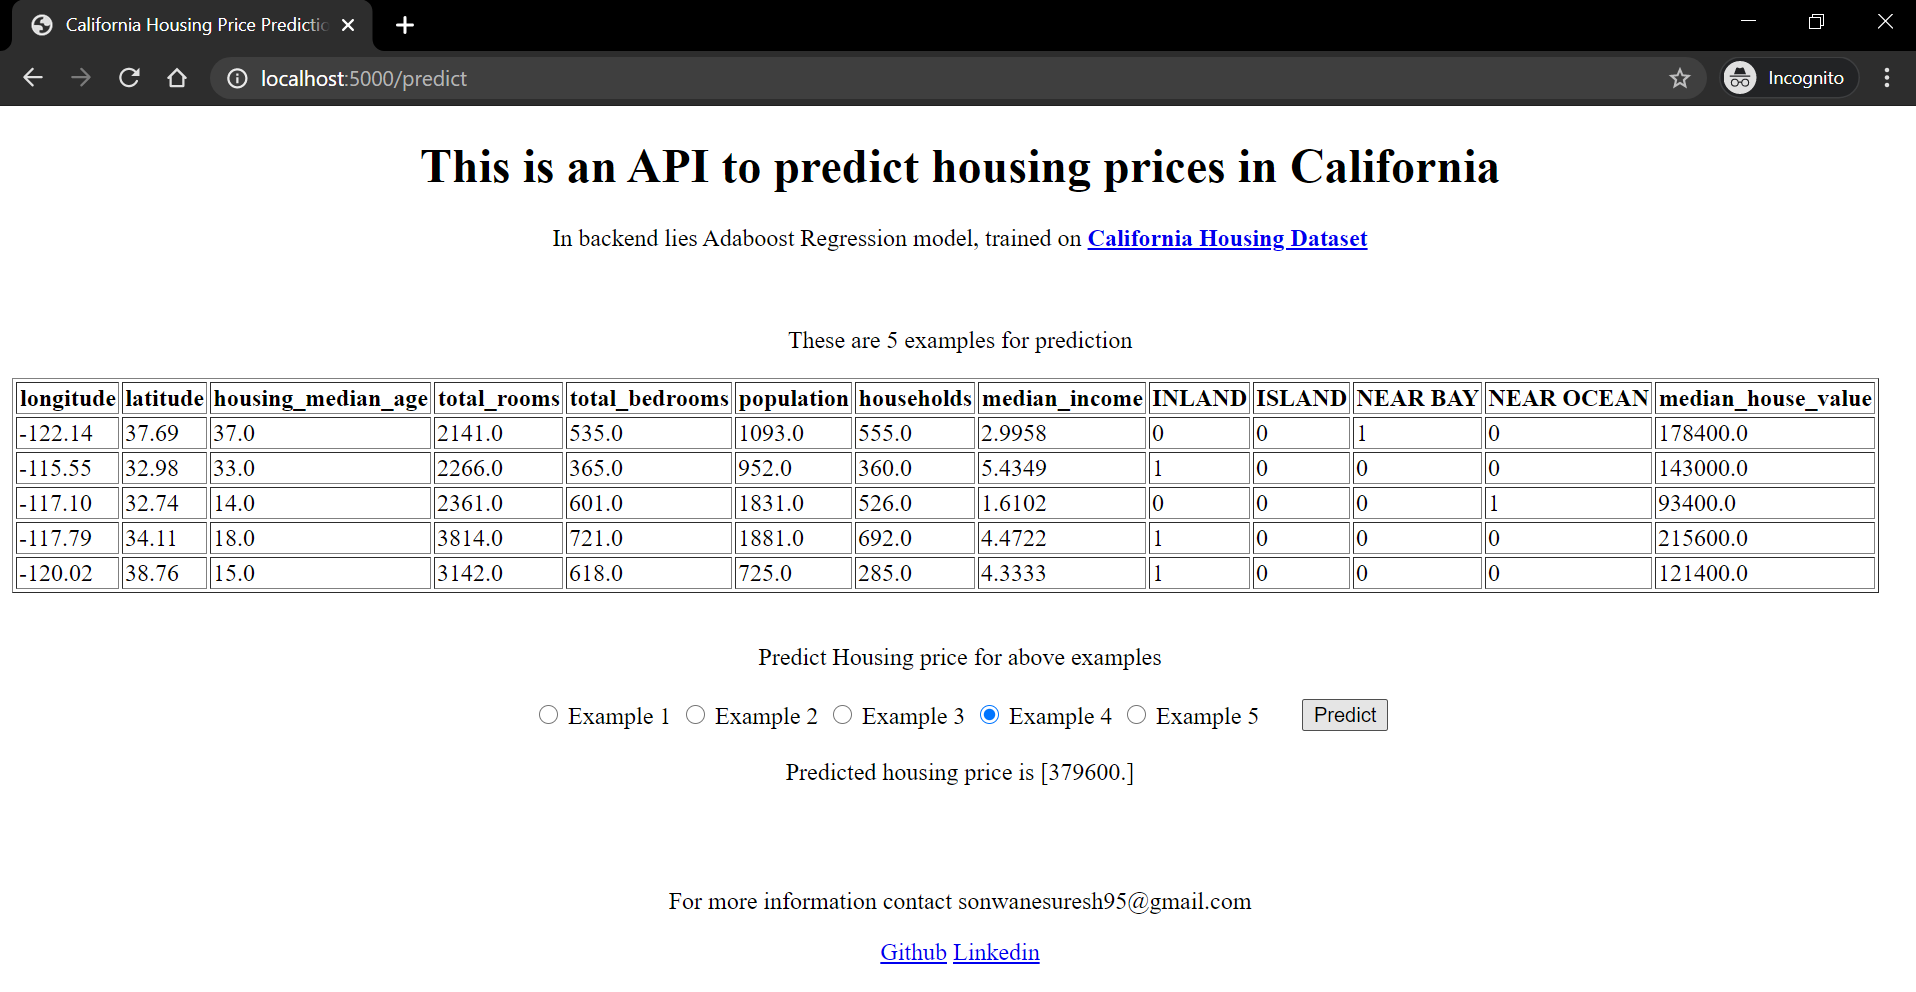 California Housing Price Predictio
localhost:5000/predict
Incognito
This is an API to predict housing prices in California
In backend lies Adaboost Regression model, trained on California Housing Dataset
These are 5 examples for prediction
longitude latitude housing_median_age total_rooms total_bedrooms population households median_income INLAND ISLAND NEAR BAY NEAR OCEAN median_house_value
-122.14 37.69 37.0 2141.0 535.0 1093.0 555.0 2.9958 0 0 1 0 178400.0
-115.55 32.98 33.0 2266.0 365.0 952.0 360.0 5.4349 1 0 0 0 143000.0
-117.10 32.74 14.0 2361.0 601.0 1831.0 526.0 1.6102 0 0 0 1 93400.0
-117.79 34.11 18.0 3814.0 721.0 1881.0 692.0 4.4722 1 0 0 0 215600.0
-120.02 38.76 15.0 3142.0 618.0 725.0 285.0 4.3333 1 0 0 0 121400.0
Predict Housing price for above examples
Example 1 Example 2 Example 3 Example 4 Example 5 Predict
Predicted housing price is [379600.]
For more information contact sonwanesuresh95@gmail.com
Github Linkedin